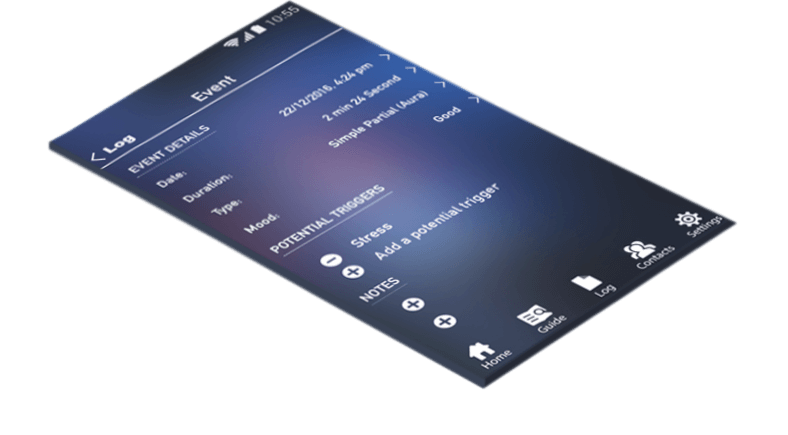 10:55
< Log Event
EVENT DETAILS
Date: 22/12/2016, 4:24 pm >
Duration: 2 min 24 Second >
Type: Simple Partial (Aura) >
Mood: Good >
POTENTIAL TRIGGERS
Stress
Add a potential trigger
NOTES
Home Guide Log Contacts Settings